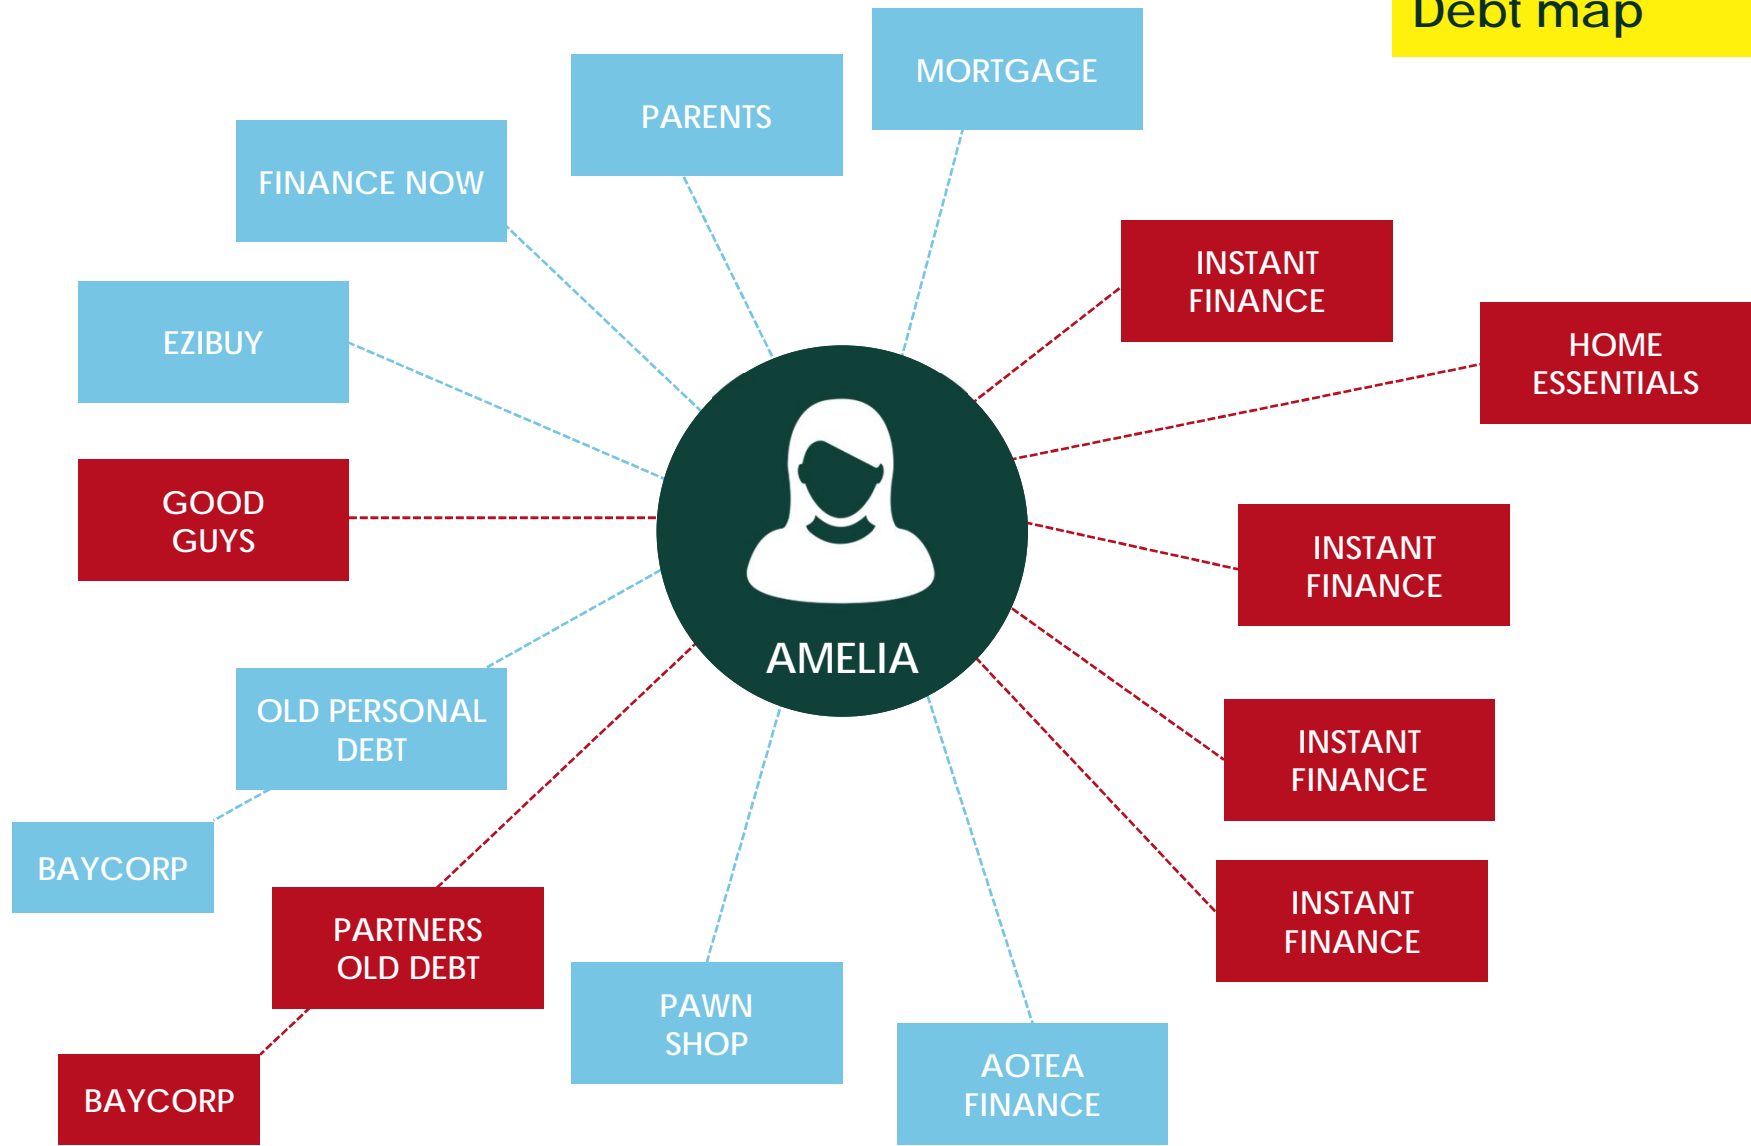 Debt map
MORTGAGE
PARENTS
FINANCE NOW
INSTANT
FINANCE
EZIBUY
HOME
ESSENTIALS
GOOD
GUYS
INSTANT
FINANCE
AMELIA
OLD PERSONAL
DEBT
INSTANT
FINANCE
BAYCORP
PARTNERS
OLD DEBT
INSTANT
FINANCE
PAWN
SHOP
AOTEA
FINANCE
BAYCORP